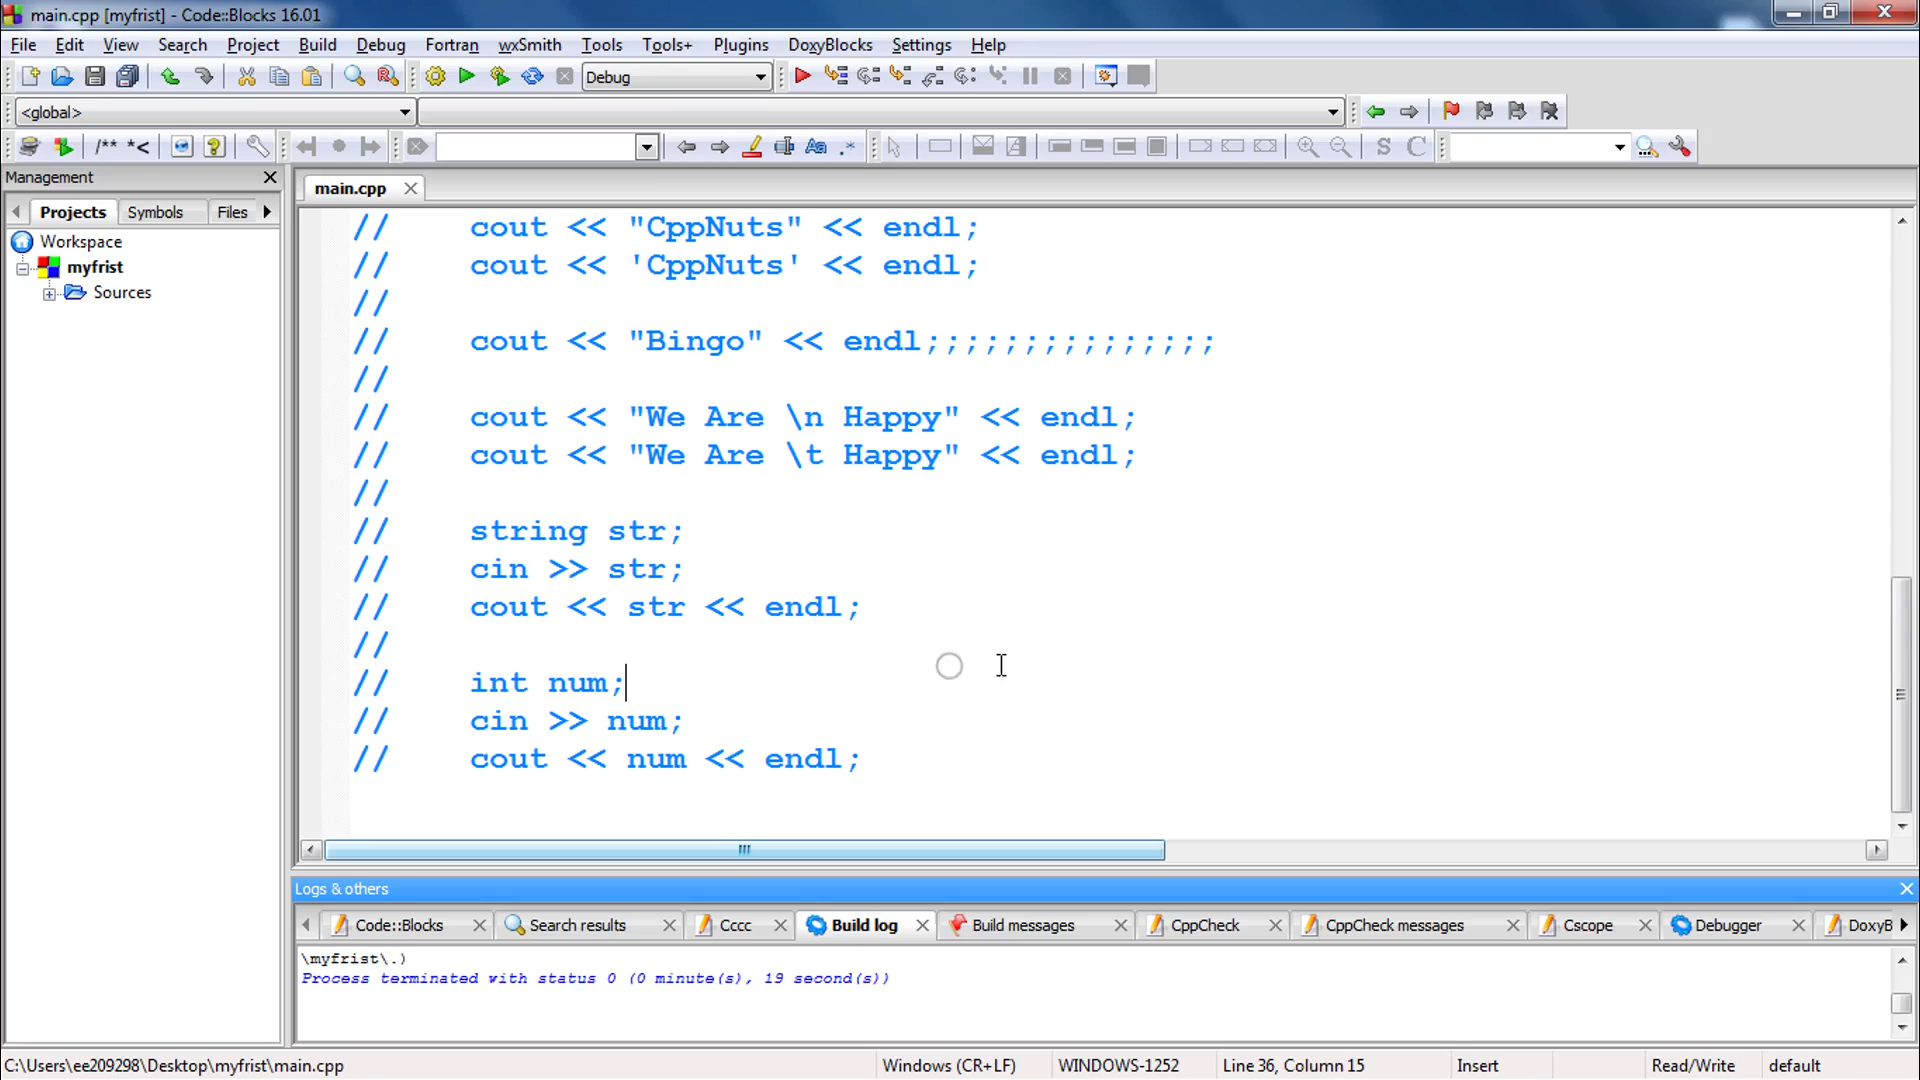 main.cpp [myfrist] - Code::Blocks 16.01
File Edit View Search Project Build Debug Fortran wxSmith Tools Tools+ Plugins DoxyBlocks Settings Help
Debug
<global>
/** *<
Aa .* S C
Management
main.cpp
Projects Symbols Files
Workspace
myfrist
Sources
// cout << "CppNuts" << endl;
// cout << 'CppNuts' << endl;
//
// cout << "Bingo" << endl;;;;;;;;;;;;;;;
//
// cout << "We Are \n Happy" << endl;
// cout << "We Are \t Happy" << endl;
//
// string str;
// cin >> str;
// cout << str << endl;
//
// int num;
// cin >> num;
// cout << num << endl;
Logs & others
Code::Blocks Search results Cccc Build log Build messages CppCheck CppCheck messages Cscope Debugger DoxyB
\myfrist\.)
Process terminated with status 0 (0 minute(s), 19 second(s))
C:\Users\ee209298\Desktop\myfrist\main.cpp Windows (CR+LF) WINDOWS-1252 Line 36, Column 15 Insert Read/Write default